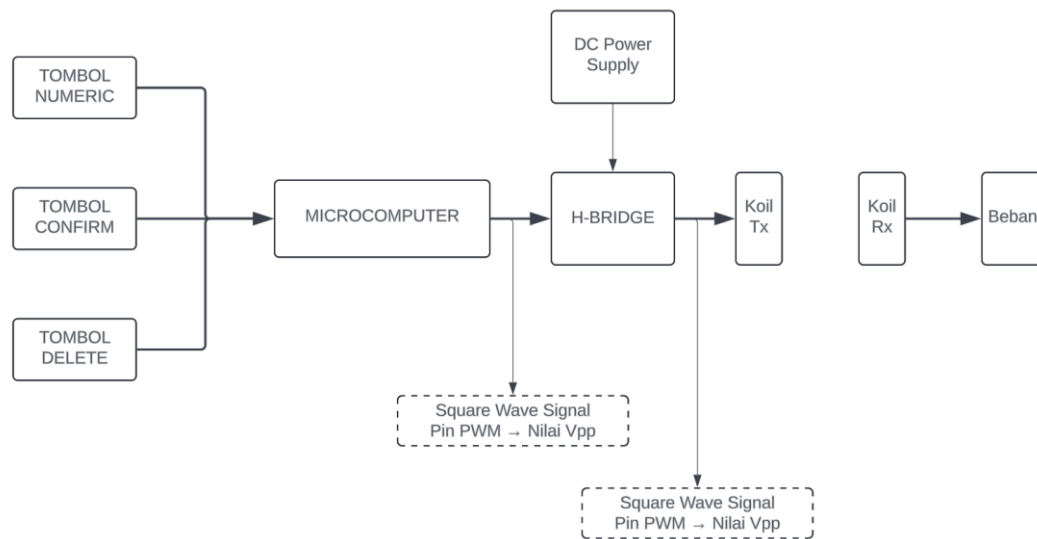 DC Power
Supply
TOMBOL
NUMERIC
TOMBOL
CONFIRM
TOMBOL
DELETE
MICROCOMPUTER
H-BRIDGE
Koil
Tx
Koil
Rx
Beban
Square Wave Signal
Pin PWM → Nilai Vpp
Square Wave Signal
Pin PWM → Nilai Vpp